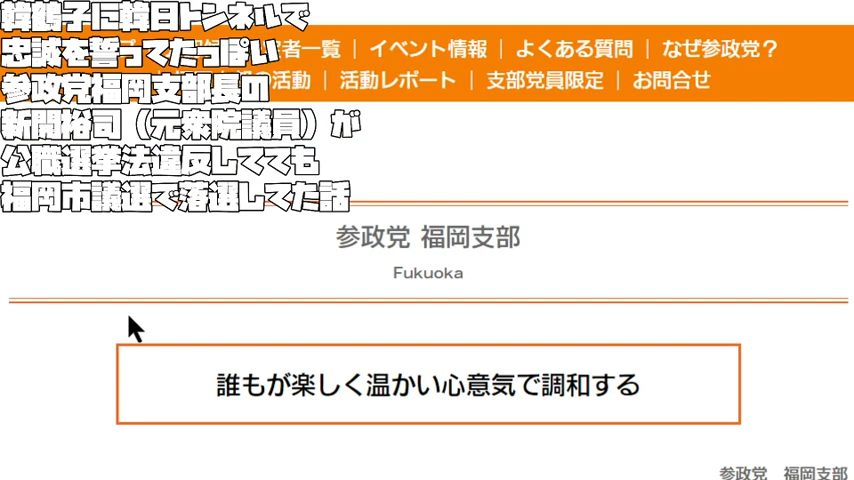 韓鶴子に韓日トンネルで
忠誠を誓ってたっぽい
参政党福岡支部長の
新開裕司（元衆院議員）が
公職選挙法違反してても
福岡市議選で落選してた話
者一覧 | イベント情報 | よくある質問 | なぜ参政党？
の活動 | 活動レポート | 支部党員限定 | お問合せ
参政党 福岡支部
Fukuoka
誰もが楽しく温かい心意気で調和する
参政党 福岡支部